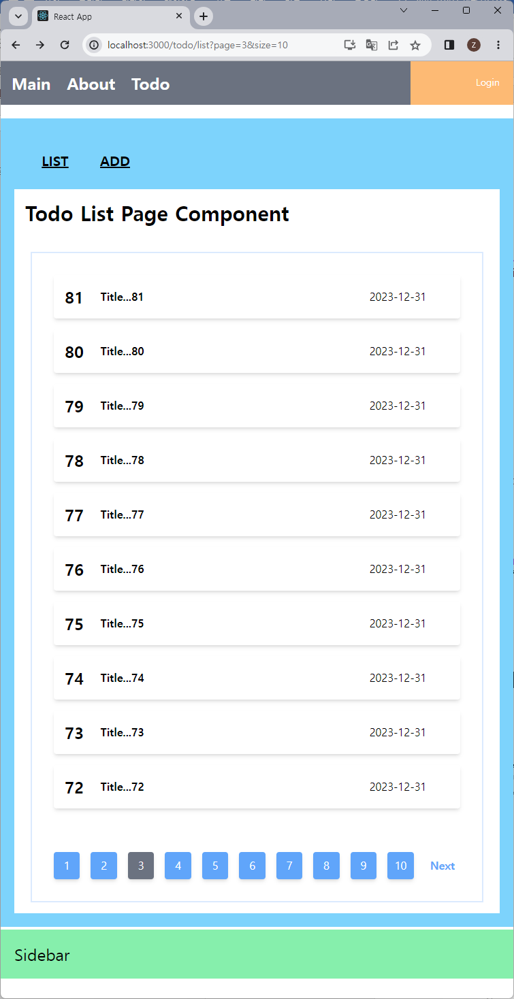 React App
localhost:3000/todo/list?page=3&size=10
Z
Main About Todo Login
LIST ADD
Todo List Page Component
81 Title...81 2023-12-31
80 Title...80 2023-12-31
79 Title...79 2023-12-31
78 Title...78 2023-12-31
77 Title...77 2023-12-31
76 Title...76 2023-12-31
75 Title...75 2023-12-31
74 Title...74 2023-12-31
73 Title...73 2023-12-31
72 Title...72 2023-12-31
1 2 3 4 5 6 7 8 9 10 Next
Sidebar